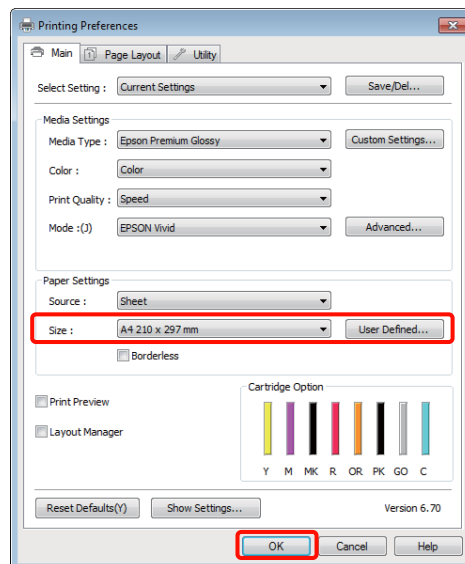 Printing Preferences
Main Page Layout Utility
Select Setting : Current Settings Save/Del...
Media Settings
Media Type : Epson Premium Glossy Custom Settings...
Color : Color
Print Quality : Speed
Mode :(J) EPSON Vivid Advanced...
Paper Settings
Source : Sheet
Size : A4 210 x 297 mm User Defined...
Borderless
Cartridge Option
Print Preview
Layout Manager
Y M MK R OR PK GO C
Reset Defaults(Y) Show Settings... Version 6.70
OK Cancel Help